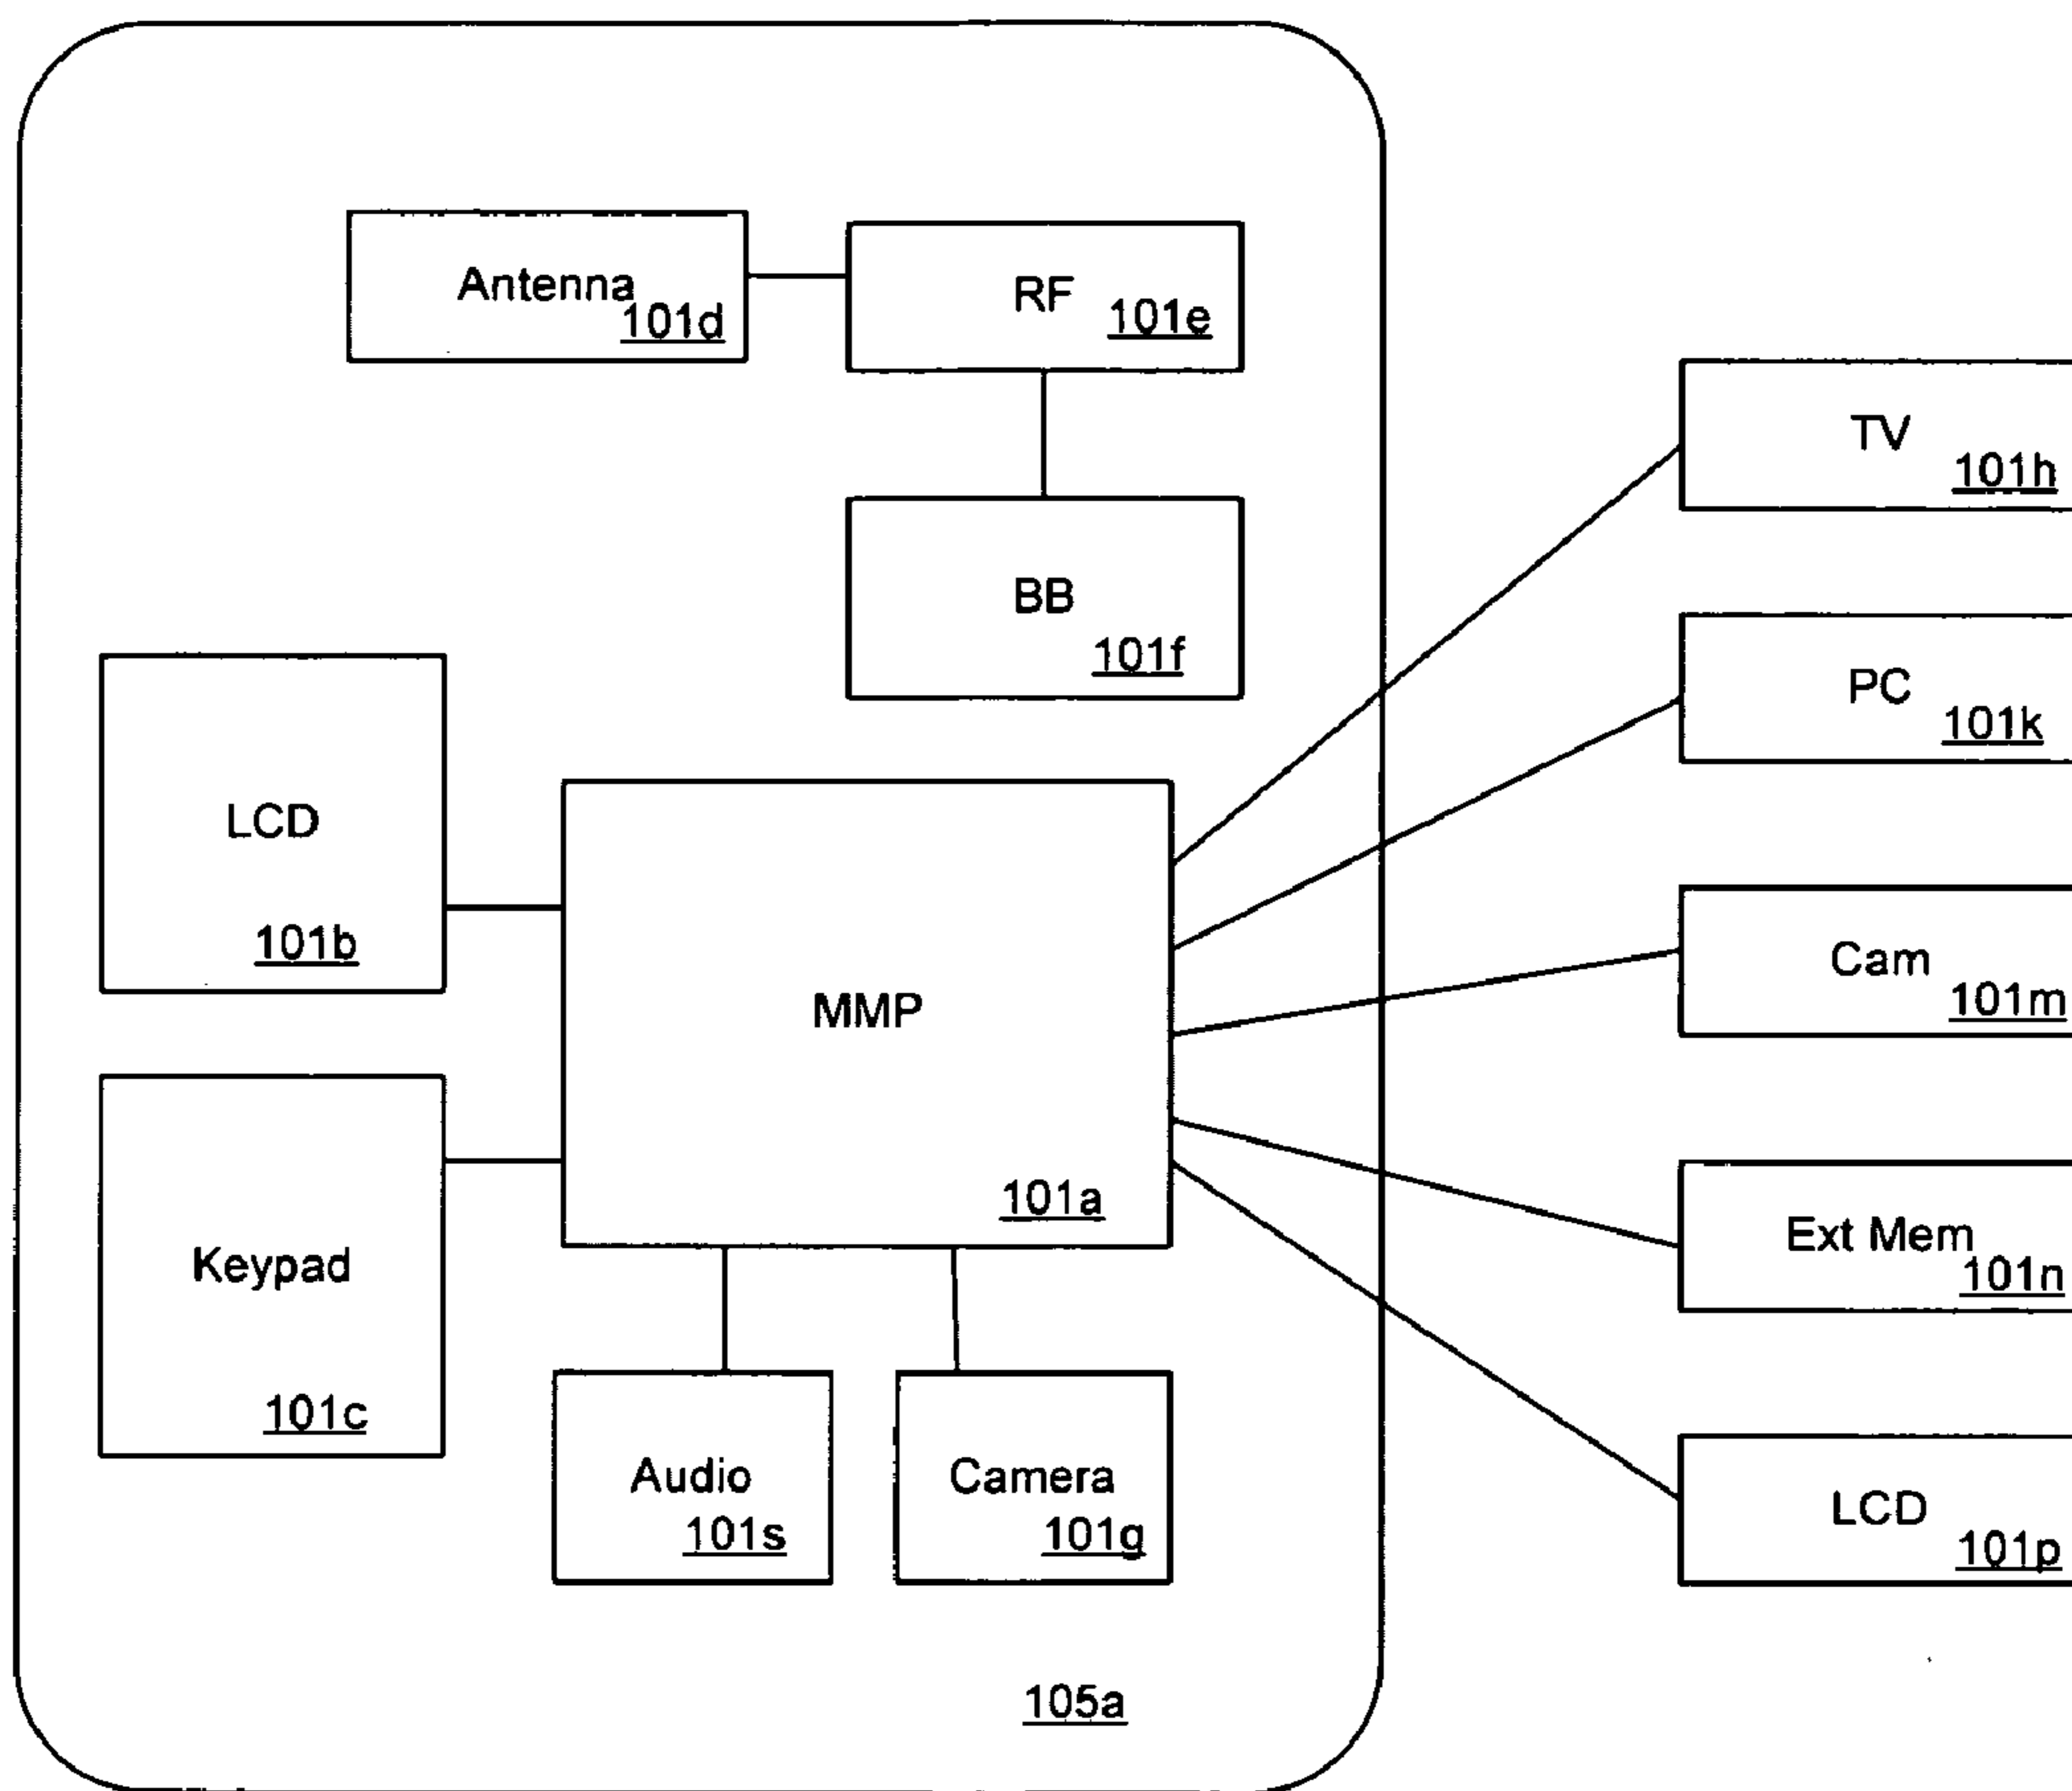 Antenna
101d
RF
101e
BB
101f
LCD
101b
MMP
101a
Keypad
101c
Audio
101s
Camera
101g
105a
TV
101h
PC
101k
Cam
101m
Ext Mem
101n
LCD
101p